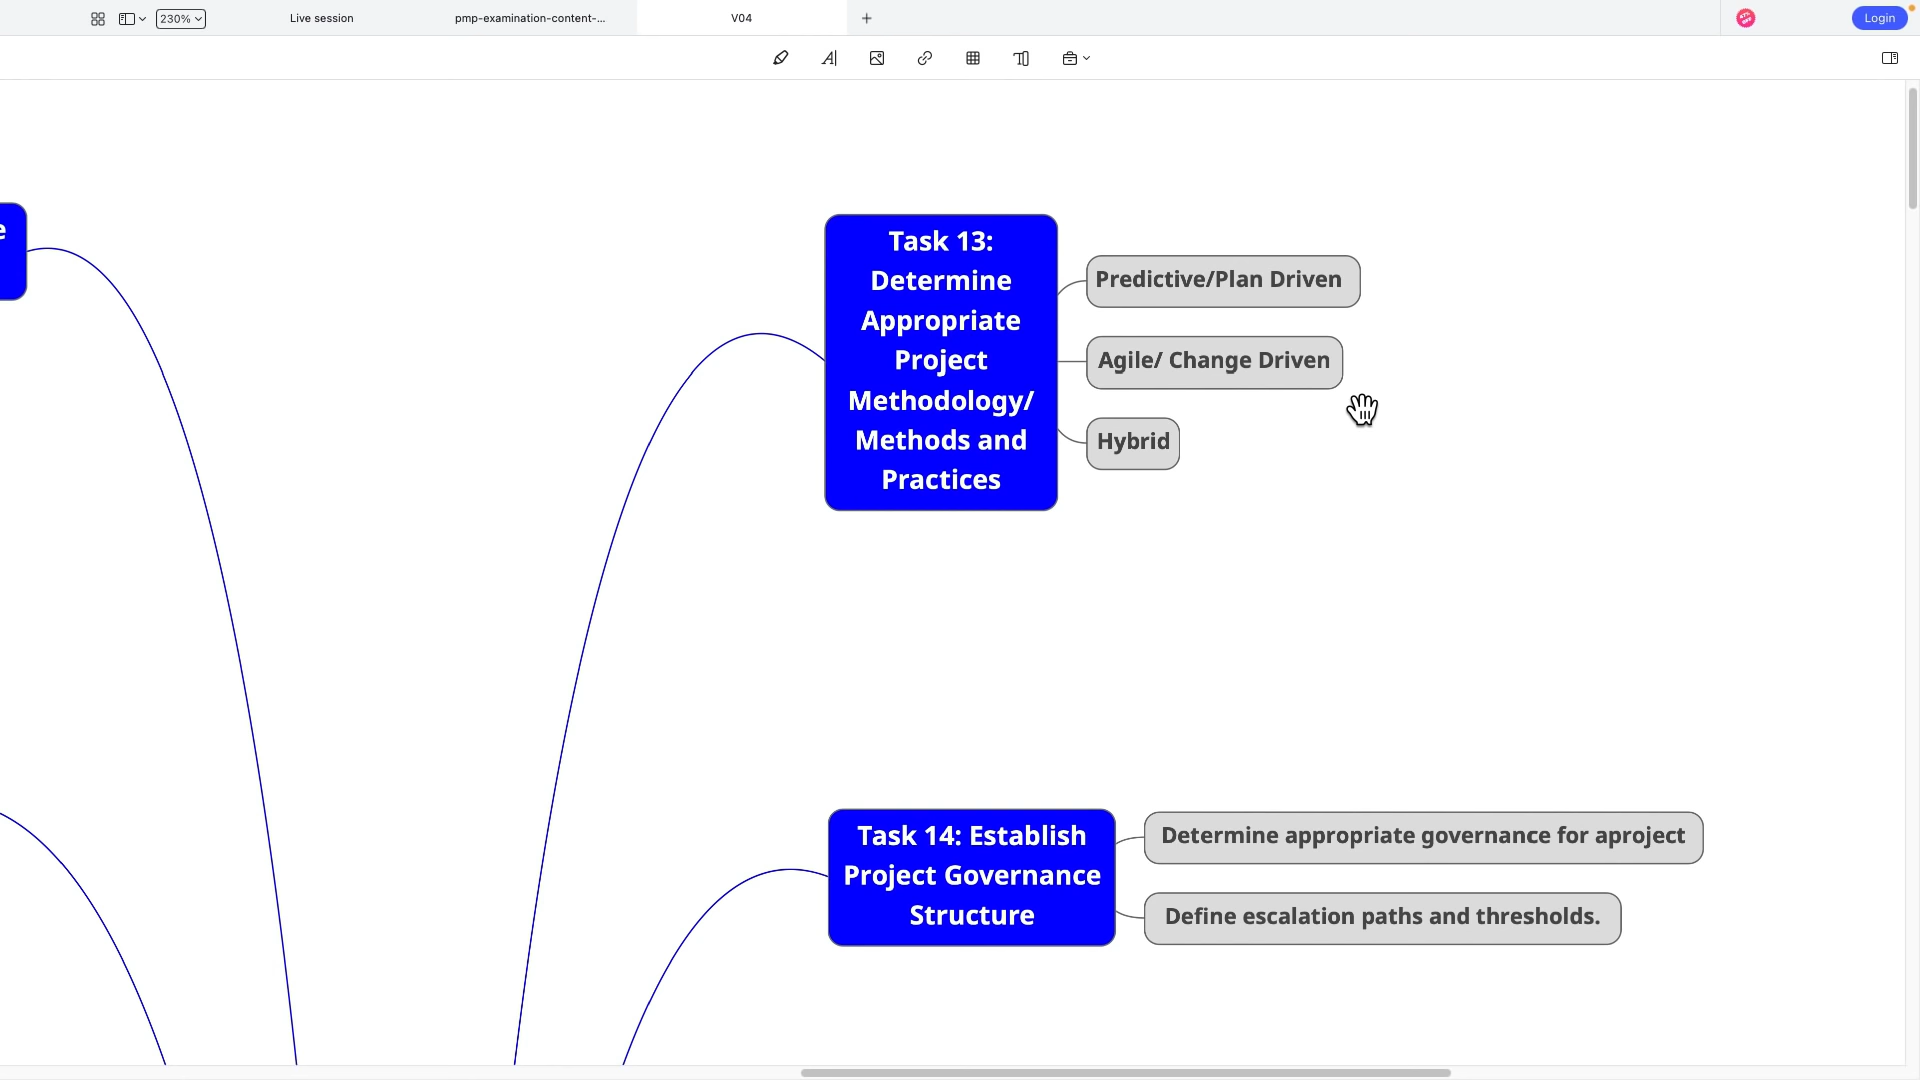 230%
Live session
pmp-examination-content-...
V04
Login
e
Task 13:
Determine
Appropriate
Project
Methodology/
Methods and
Practices
Predictive/Plan Driven
Agile/ Change Driven
Hybrid
Task 14: Establish
Project Governance
Structure
Determine appropriate governance for aproject
Define escalation paths and thresholds.